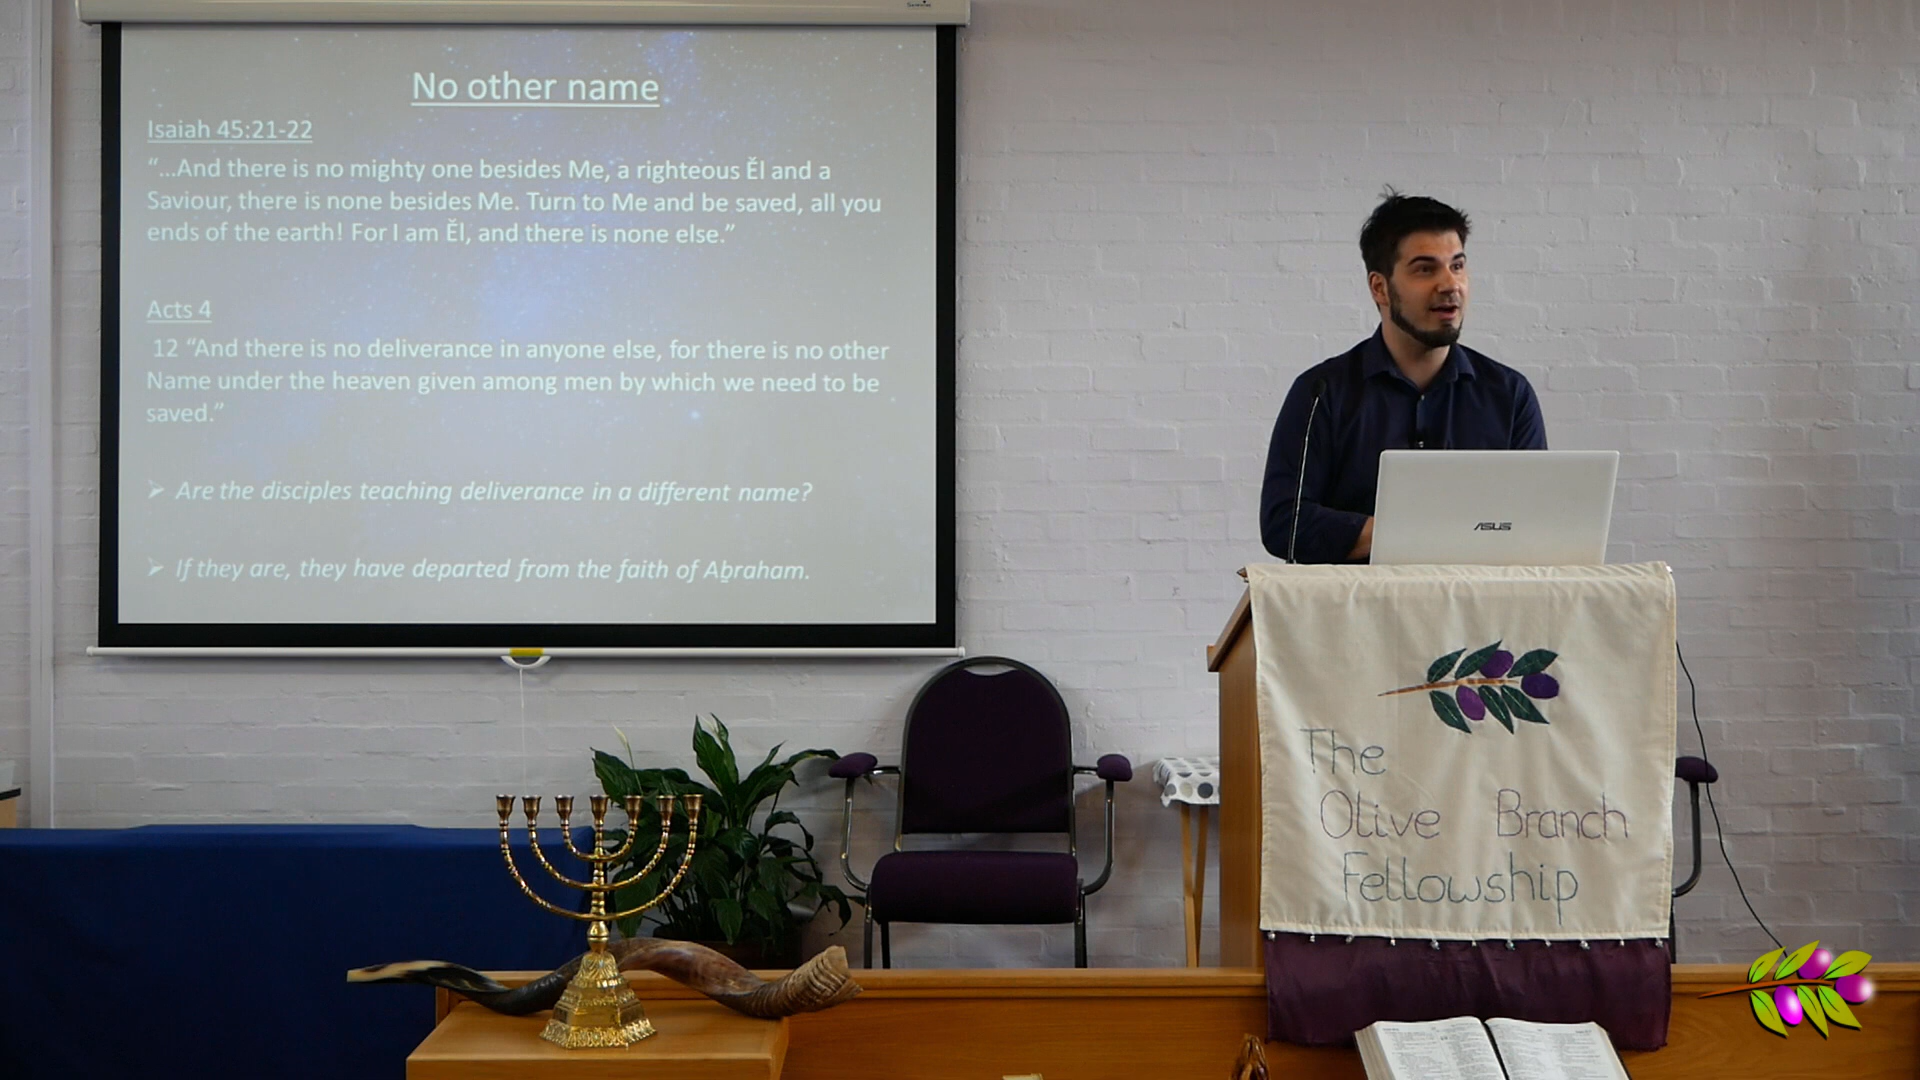 No other name
Isaiah 45:21-22
“...And there is no mighty one besides Me, a righteous Ěl and a
Saviour, there is none besides Me. Turn to Me and be saved, all you
ends of the earth! For I am Ěl, and there is none else.”
Acts 4
12 “And there is no deliverance in anyone else, for there is no other
Name under the heaven given among men by which we need to be
saved.”
➢ Are the disciples teaching deliverance in a different name?
➢ If they are, they have departed from the faith of Aḇraham.
ASUS
The
Olive Branch
Fellowship